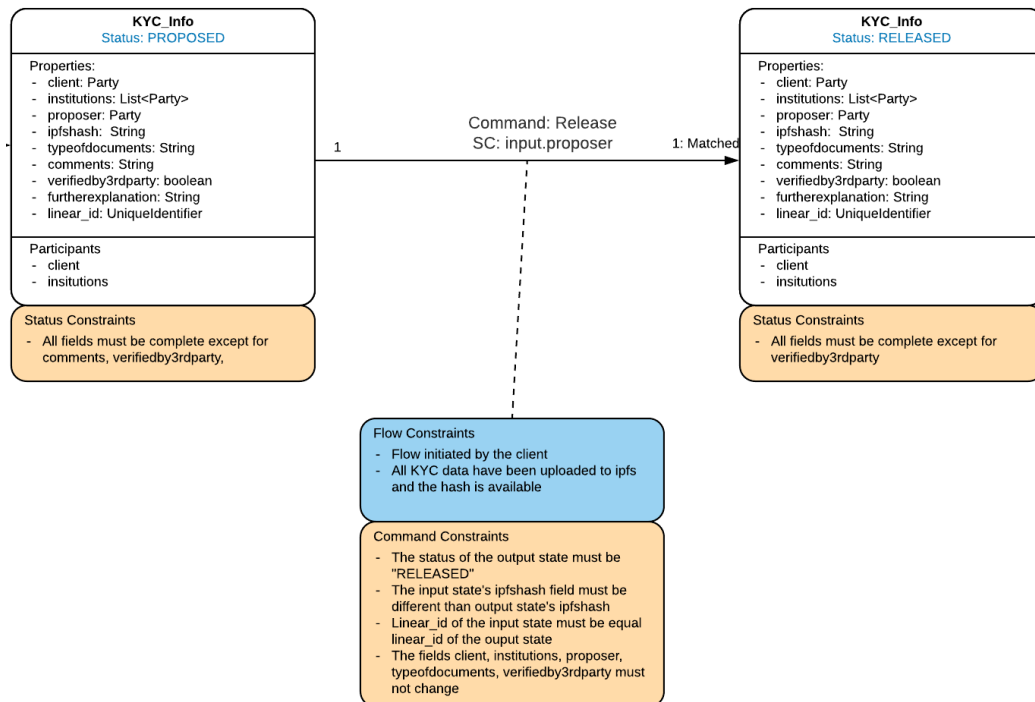 KYC_Info
Status: PROPOSED
Properties:
- client: Party
- institutions: List<Party>
- proposer: Party
- ipfshash: String
- typeofdocuments: String
- comments: String
- verifiedby3rdparty: boolean
- furtherexplanation: String
- linear_id: UniqueIdentifier
Participants
- client
- insitutions
Status Constraints
- All fields must be complete except for
comments, verifiedby3rdparty,
1
Command: Release
SC: input.proposer
1: Matched
KYC_Info
Status: RELEASED
Properties:
- client: Party
- institutions: List<Party>
- proposer: Party
- ipfshash: String
- typeofdocuments: String
- comments: String
- verifiedby3rdparty: boolean
- furtherexplanation: String
- linear_id: UniqueIdentifier
Participants
- client
- insitutions
Status Constraints
- All fields must be complete except for
verifiedby3rdparty
Flow Constraints
- Flow initiated by the client
- All KYC data have been uploaded to ipfs
and the hash is available
Command Constraints
- The status of the output state must be
"RELEASED"
- The input state's ipfshash field must be
different than output state's ipfshash
- Linear_id of the input state must be equal
linear_id of the ouput state
- The fields client, institutions, proposer,
typeofdocuments, verifiedby3rdparty must
not change